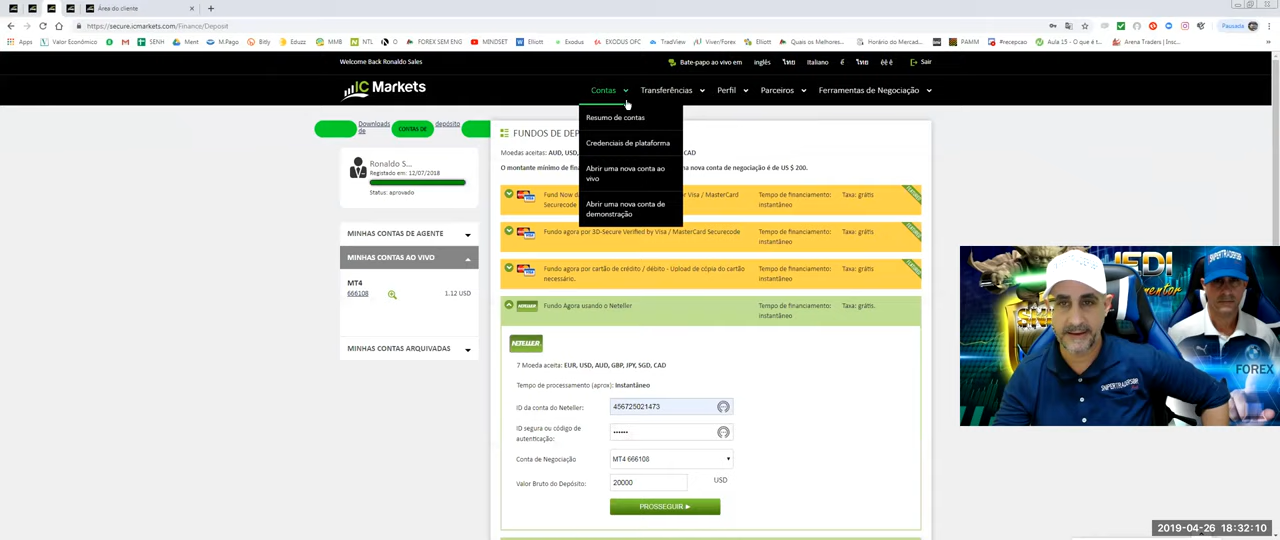 Área do cliente
https://secure.icmarkets.com/Finance/Deposit
Pausada
Apps
Valor Econômico
SENH
Ment
M.Pago
Bitly
Eduzz
MMB
NTL
O
FOREX SEM ENG
MINDSET
Elliott
Exodus
EXODUS OFC
TradView
Viver/Forex
Elliott
Quais os Melhores...
Horário do Mercad...
PAMM
#recepcao
Aula 15 - O que é t...
Arena Traders | Insc...
Welcome Back Ronaldo Sales
Bate-papo ao vivo em
inglês
ไทย
Italiano
é
ไทย
êê ê
Sair
IC Markets
Contas
Transferências
Perfil
Parceiros
Ferramentas de Negociação
Resumo de contas
Credenciais de plataforma
Abrir uma nova conta ao
vivo
Abrir uma nova conta de
demonstração
Downloads
de
CONTAS DE
depósito
Ronaldo S...
Registado em: 12/07/2018
Status: aprovado
MINHAS CONTAS DE AGENTE
MINHAS CONTAS AO VIVO
MT4
666108
1.12 USD
MINHAS CONTAS ARQUIVADAS
FUNDOS DE DEP
Moedas aceitas: AUD, USD,
CAD
O montante mínimo de fin
ma nova conta de negociação é de US $ 200.
Fund Now d
r Visa / MasterCard
Securecode
Tempo de financiamento:
instantâneo
Taxa: grátis
Fundo agora por 3D-Secure Verified by Visa / MasterCard Securecode
Tempo de financiamento:
instantâneo
Taxa: grátis
Fundo agora por cartão de crédito / débito - Upload de cópia do cartão
necessário.
Tempo de financiamento:
instantâneo
Taxa: grátis
NETELLER
Fundo Agora usando o Neteller
Tempo de financiamento:
instantâneo
Taxa: grátis.
NETELLER
7 Moeda aceita: EUR, USD, AUD, GBP, JPY, SGD, CAD
Tempo de processamento (aprox): instantâneo
ID da conta do Neteller:
456725021473
ID segura ou código de
autenticação:
••••••
Conta de Negociação
MT4 666108
Valor Bruto do Depósito:
20000
USD
PROSSEGUIR ►
JEDI
mentor
FOREX
2019-04-26 18:32:10